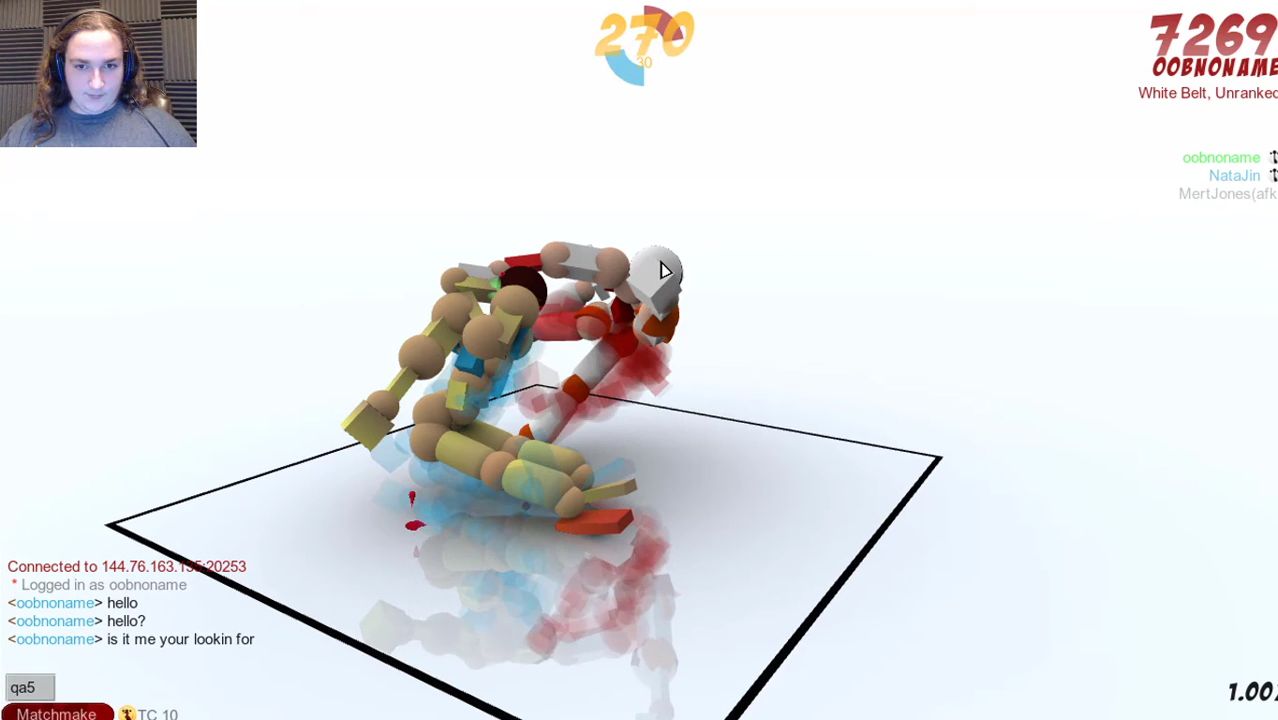 270
30
7269
OOBNONAME
White Belt, Unranked
oobnoname
NataJin
MertJones(afk
Connected to 144.76.163.135:20253
* Logged in as oobnoname
<oobnoname> hello
<oobnoname> hello?
<oobnoname> is it me your lookin for
qa5
1.00
Matchmake TC 10